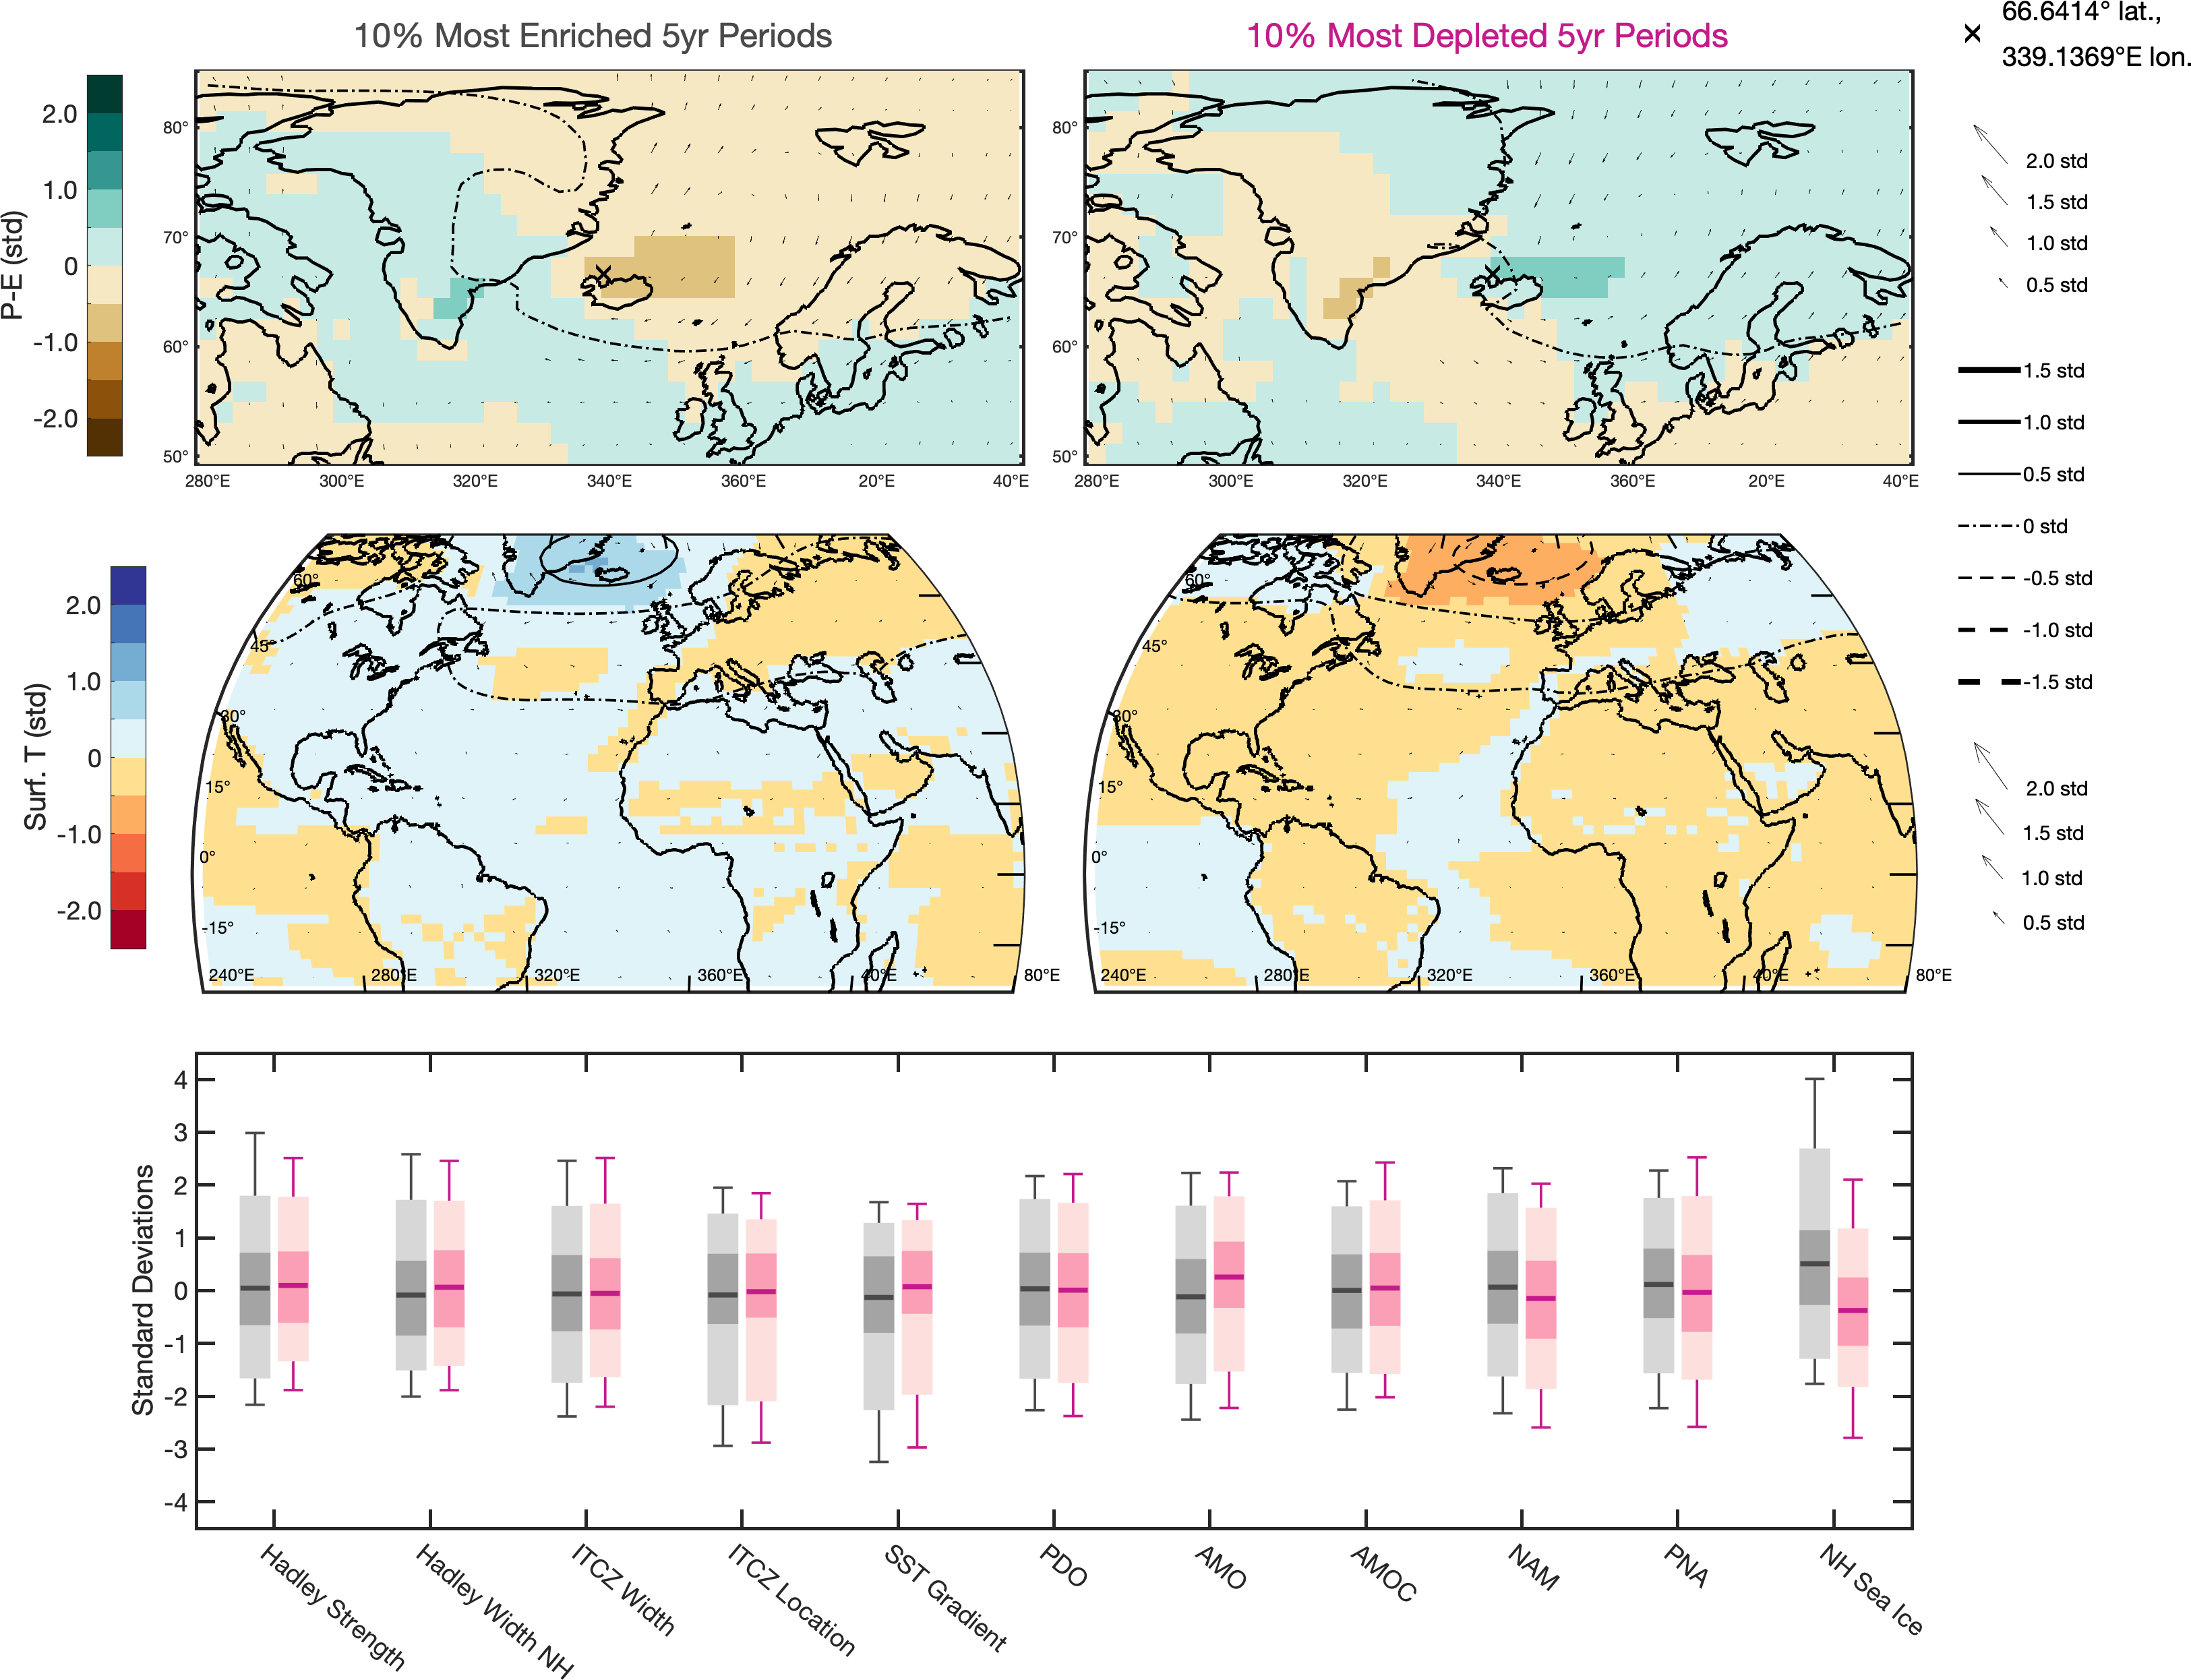 10% Most Enriched 5yr Periods
10% Most Depleted 5yr Periods
66.6414° lat.,
339.1369°E lon.
P-E (std)
2.0
1.0
0
-1.0
-2.0
80°
70°
60°
50°
280°E
300°E
320°E
340°E
360°E
20°E
40°E
80°
70°
60°
50°
280°E
300°E
320°E
340°E
360°E
20°E
40°E
2.0 std
1.5 std
1.0 std
0.5 std
1.5 std
1.0 std
0.5 std
0 std
-0.5 std
-1.0 std
-1.5 std
2.0 std
1.5 std
1.0 std
0.5 std
Surf. T (std)
2.0
1.0
0
-1.0
-2.0
60°
45°
30°
15°
0°
-15°
240°E
280°E
320°E
360°E
40°E
80°E
60°
45°
30°
15°
0°
-15°
240°E
280°E
320°E
360°E
40°E
80°E
Standard Deviations
4
3
2
1
0
-1
-2
-3
-4
Hadley Strength
Hadley Width NH
ITCZ Width
ITCZ Location
SST Gradient
PDO
AMO
AMOC
NAM
PNA
NH Sea Ice